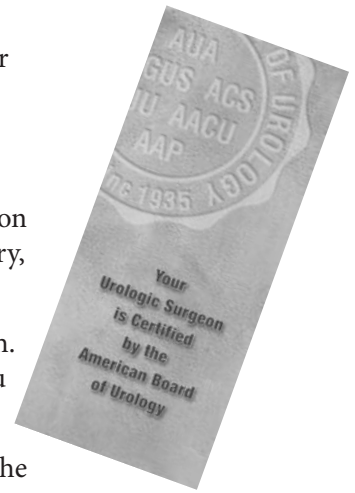 r
on
ry,
n.
u
he
AUA
GUS ACS
IU AACU
AAP
OF UROLOGY
inc 1935
Your
Urologic Surgeon
is Certified
by the
American Board
of Urology